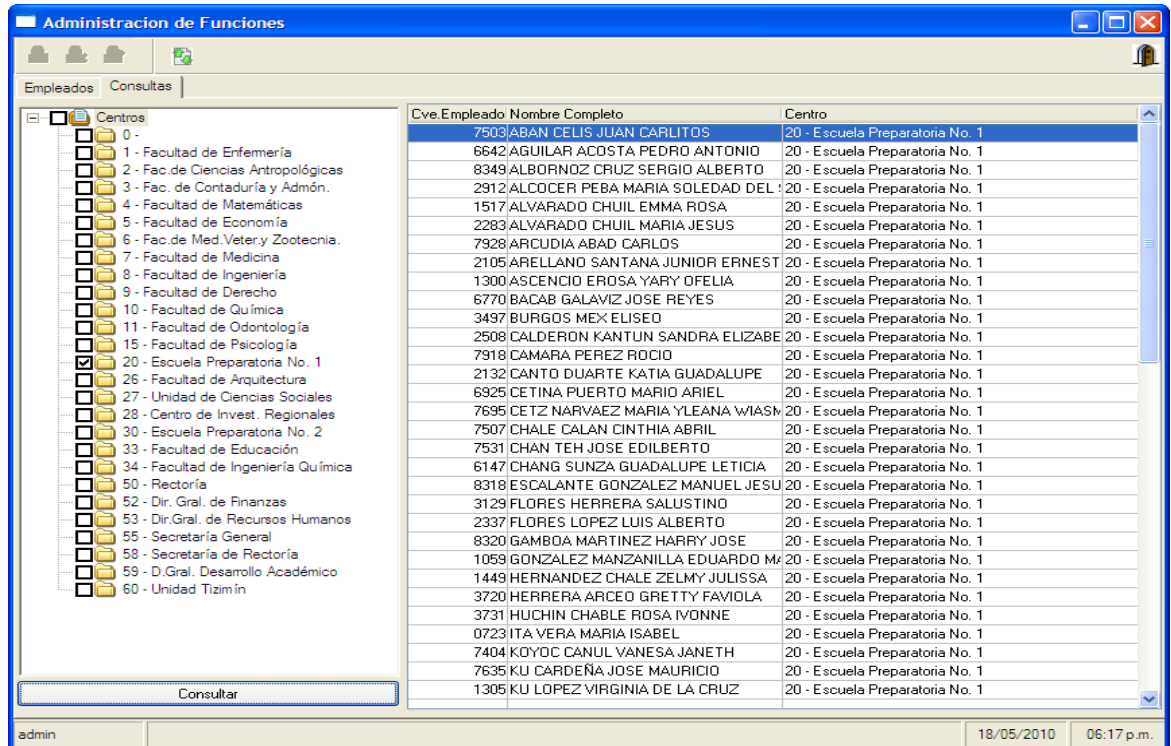 Administracion de Funciones
Empleados Consultas
Centros
0 -
1 - Facultad de Enfermería
2 - Fac.de Ciencias Antropológicas
3 - Fac. de Contaduría y Admón.
4 - Facultad de Matemáticas
5 - Facultad de Economía
6 - Fac.de Med.Veter.y Zootecnia.
7 - Facultad de Medicina
8 - Facultad de Ingeniería
9 - Facultad de Derecho
10 - Facultad de Química
11 - Facultad de Odontología
15 - Facultad de Psicología
20 - Escuela Preparatoria No. 1
26 - Facultad de Arquitectura
27 - Unidad de Ciencias Sociales
28 - Centro de Invest. Regionales
30 - Escuela Preparatoria No. 2
33 - Facultad de Educación
34 - Facultad de Ingeniería Química
50 - Rectoría
52 - Dir. Gral. de Finanzas
53 - Dir.Gral. de Recursos Humanos
55 - Secretaría General
58 - Secretaría de Rectoría
59 - D.Gral. Desarrollo Académico
60 - Unidad Tizimín
Consultar
Cve.Empleado Nombre Completo Centro
7503 ABAN CELIS JUAN CARLITOS 20 - Escuela Preparatoria No. 1
6642 AGUILAR ACOSTA PEDRO ANTONIO 20 - Escuela Preparatoria No. 1
8349 ALBORNOZ CRUZ SERGIO ALBERTO 20 - Escuela Preparatoria No. 1
2912 ALCOCER PEBA MARIA SOLEDAD DEL 20 - Escuela Preparatoria No. 1
1517 ALVARADO CHUIL EMMA ROSA 20 - Escuela Preparatoria No. 1
2283 ALVARADO CHUIL MARIA JESUS 20 - Escuela Preparatoria No. 1
7928 ARCUDIA ABAD CARLOS 20 - Escuela Preparatoria No. 1
2105 ARELLANO SANTANA JUNIOR ERNEST 20 - Escuela Preparatoria No. 1
1300 ASCENCIO EROSA YARY OFELIA 20 - Escuela Preparatoria No. 1
6770 BACAB GALAVIZ JOSE REYES 20 - Escuela Preparatoria No. 1
3497 BURGOS MEX ELISEO 20 - Escuela Preparatoria No. 1
2508 CALDERON KANTUN SANDRA ELIZABE 20 - Escuela Preparatoria No. 1
7918 CAMARA PEREZ ROCIO 20 - Escuela Preparatoria No. 1
2132 CANTO DUARTE KATIA GUADALUPE 20 - Escuela Preparatoria No. 1
6925 CETINA PUERTO MARIO ARIEL 20 - Escuela Preparatoria No. 1
7695 CETZ NARVAEZ MARIA YLEANA 20 - Escuela Preparatoria No. 1
7507 CHALE CALAN CINTHIA ABRIL 20 - Escuela Preparatoria No. 1
7531 CHAN TEH JOSE EDILBERTO 20 - Escuela Preparatoria No. 1
6147 CHANG SUNZA GUADALUPE LETICIA 20 - Escuela Preparatoria No. 1
8318 ESCALANTE GONZALEZ MANUEL JESU 20 - Escuela Preparatoria No. 1
3129 FLORES HERRERA SALUSTINO 20 - Escuela Preparatoria No. 1
2337 FLORES LOPEZ LUIS ALBERTO 20 - Escuela Preparatoria No. 1
8320 GAMBOA MARTINEZ HARRY JOSE 20 - Escuela Preparatoria No. 1
1059 GONZALEZ MANZANILLA EDUARDO 20 - Escuela Preparatoria No. 1
1449 HERNANDEZ CHALE ZELMY JULISSA 20 - Escuela Preparatoria No. 1
3720 HERRERA ARCEO GRETTY FAVIOLA 20 - Escuela Preparatoria No. 1
3731 HUCHIN CHABLE ROSA IVONNE 20 - Escuela Preparatoria No. 1
0723 ITA VERA MARIA ISABEL 20 - Escuela Preparatoria No. 1
7404 KOYOC CANUL VANESA JANETH 20 - Escuela Preparatoria No. 1
7635 KU CARDEÑA JOSE MAURICIO 20 - Escuela Preparatoria No. 1
1305 KU LOPEZ VIRGINIA DE LA CRUZ 20 - Escuela Preparatoria No. 1
admin 18/05/2010 06:17 p.m.